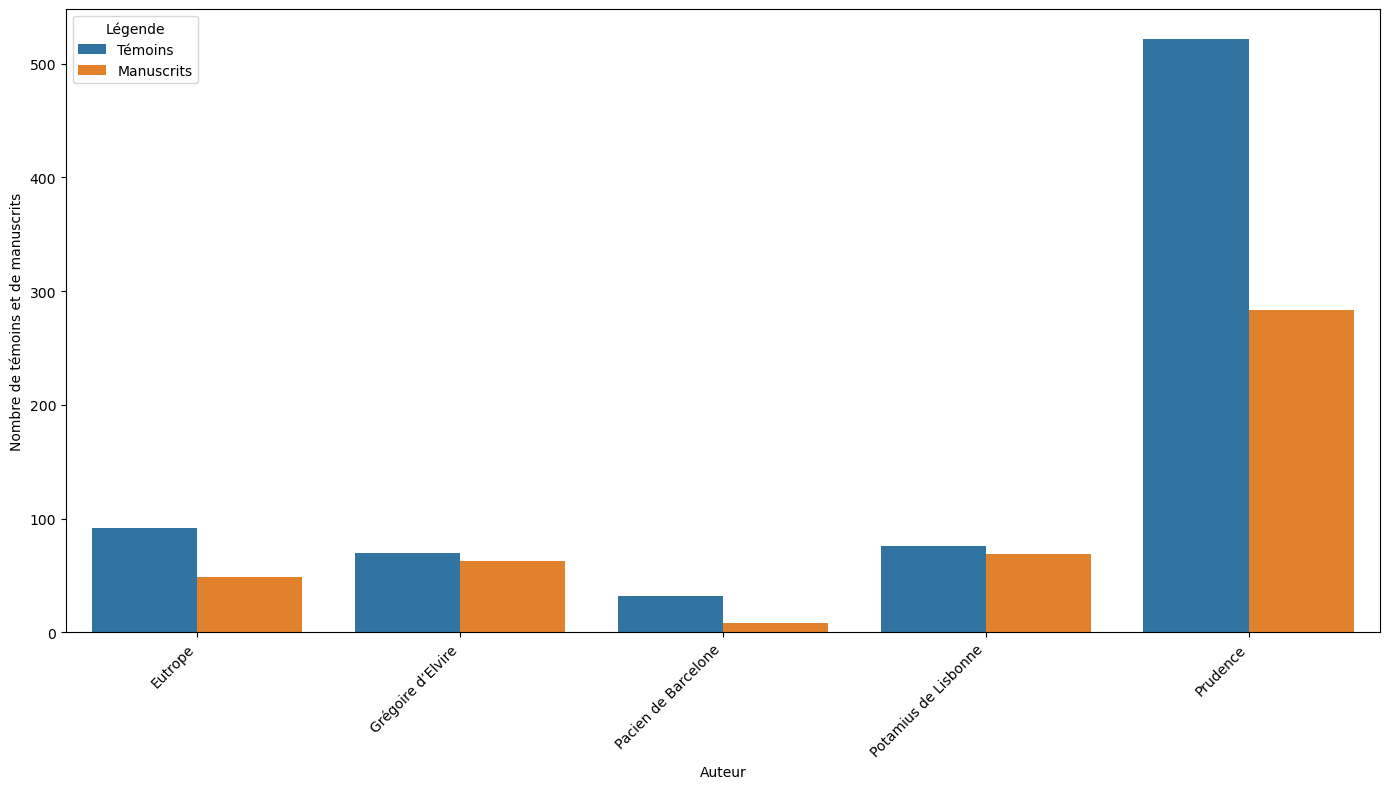 Légende
Témoins
Manuscrits
Nombre de témoins et de manuscrits
500
400
300
200
100
0
Eutrope
Grégoire d'Elvire
Pacien de Barcelone
Potamius de Lisbonne
Prudence
Auteur